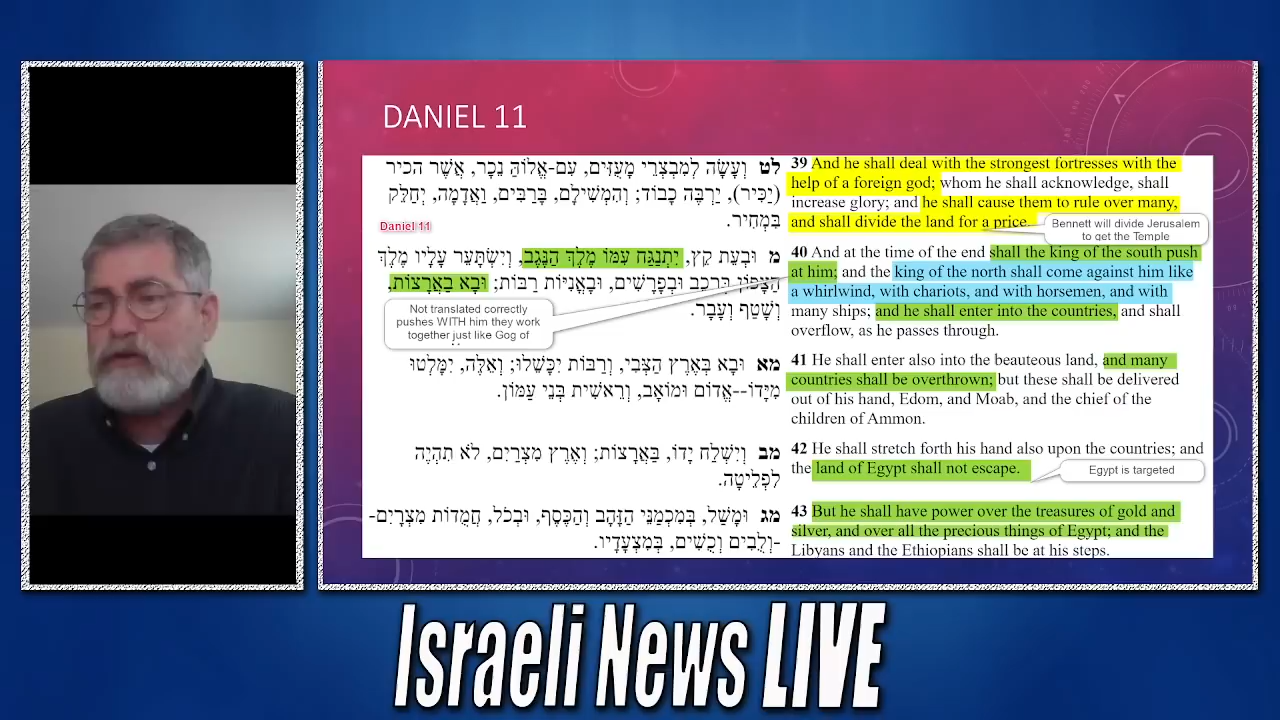 DANIEL 11
לט וְעָשָׂה לְמִבְצְרֵי מָעֻזִּים, עִם-אֱלוֹהַּ נֵכָר, אֲשֶׁר הכיר
(יַכִּיר), יַרְבֶּה כָבוֹד; וְהִמְשִׁילָם, בָּרַבִּים, וַאֲדָמָה, יְחַלֵּק
בִּמְחִיר.
Daniel 11
מ וּבְעֵת קֵץ, יִתְנַגַּח עִמּוֹ מֶלֶךְ הַנֶּגֶב, וְיִשְׂתָּעֵר עָלָיו מֶלֶךְ
הַצָּפוֹן בְּרֶכֶב וּבְפָרָשִׁים, וּבָאֳנִיּוֹת רַבּוֹת; וּבָא בַאֲרָצוֹת,
וְשָׁטַף וְעָבָר.
Not translated correctly
pushes WITH him they work
together just like Gog of
מא וּבָא בְּאֶרֶץ הַצְּבִי, וְרַבּוֹת יִכָּשֵׁלוּ; וְאֵלֶּה, יִמָּלְטוּ
מִיָּדוֹ--אֱדוֹם וּמוֹאָב, וְרֵאשִׁית בְּנֵי עַמּוֹן.
מב וְיִשְׁלַח יָדוֹ, בַּאֲרָצוֹת; וְאֶרֶץ מִצְרַיִם, לֹא תִהְיֶה
לִפְלֵיטָה.
מג וּמָשַׁל, בְּמִכְמַנֵּי הַזָּהָב וְהַכֶּסֶף, וּבְכֹל, חֲמֻדוֹת מִצְרָיִם-
-וְלֻבִים וְכֻשִׁים, בְּמִצְעָדָיו.
39 And he shall deal with the strongest fortresses with the
help of a foreign god; whom he shall acknowledge, shall
increase glory; and he shall cause them to rule over many,
and shall divide the land for a price.
Bennett will divide Jerusalem
to get the Temple
40 And at the time of the end shall the king of the south push
at him; and the king of the north shall come against him like
a whirlwind, with chariots, and with horsemen, and with
many ships; and he shall enter into the countries, and shall
overflow, as he passes through.
41 He shall enter also into the beauteous land, and many
countries shall be overthrown; but these shall be delivered
out of his hand, Edom, and Moab, and the chief of the
children of Ammon.
42 He shall stretch forth his hand also upon the countries; and
the land of Egypt shall not escape.
Egypt is targeted
43 But he shall have power over the treasures of gold and
silver, and over all the precious things of Egypt; and the
Libyans and the Ethiopians shall be at his steps.
Israeli News LIVE